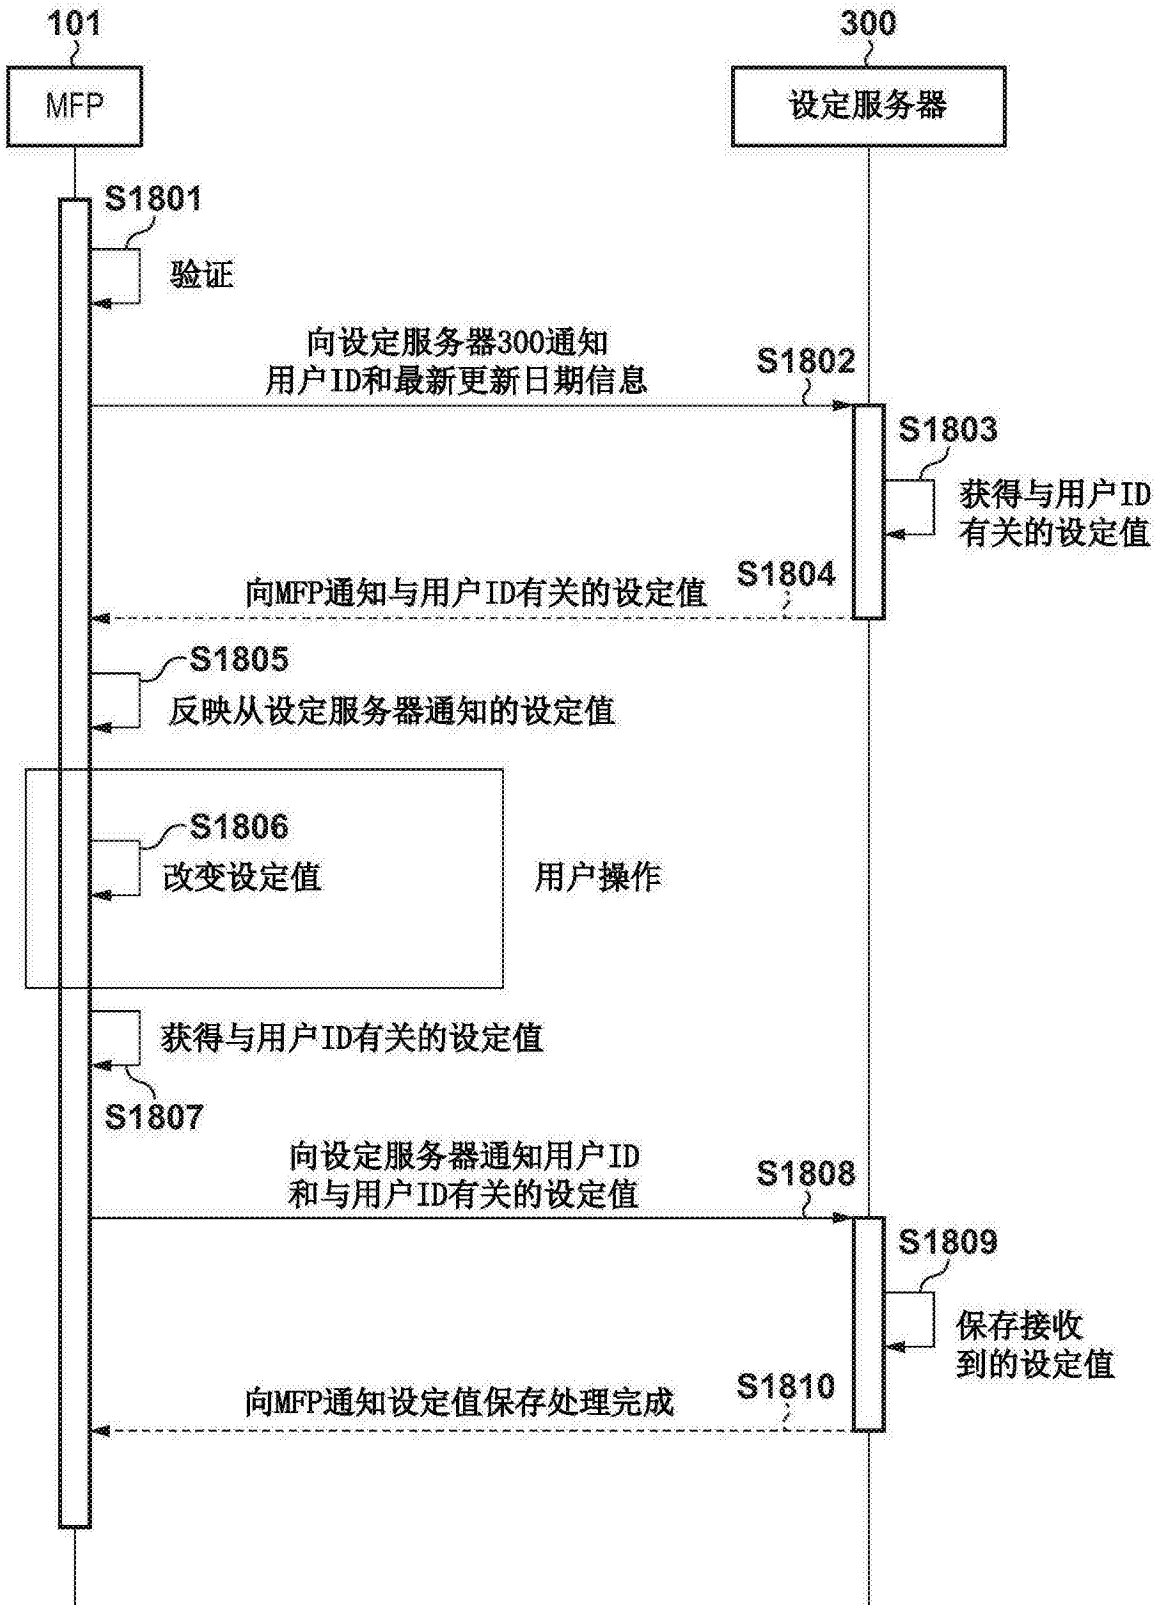 101
300
MFP
设定服务器
S1801
验证
向设定服务器300通知
用户ID和最新更新日期信息
S1802
S1803
获得与用户ID
有关的设定值
S1804
向MFP通知与用户ID有关的设定值
S1805
反映从设定服务器通知的设定值
S1806
改变设定值
用户操作
获得与用户ID有关的设定值
S1807
向设定服务器通知用户ID
和与用户ID有关的设定值
S1808
S1809
保存接收
到的设定值
S1810
向MFP通知设定值保存处理完成